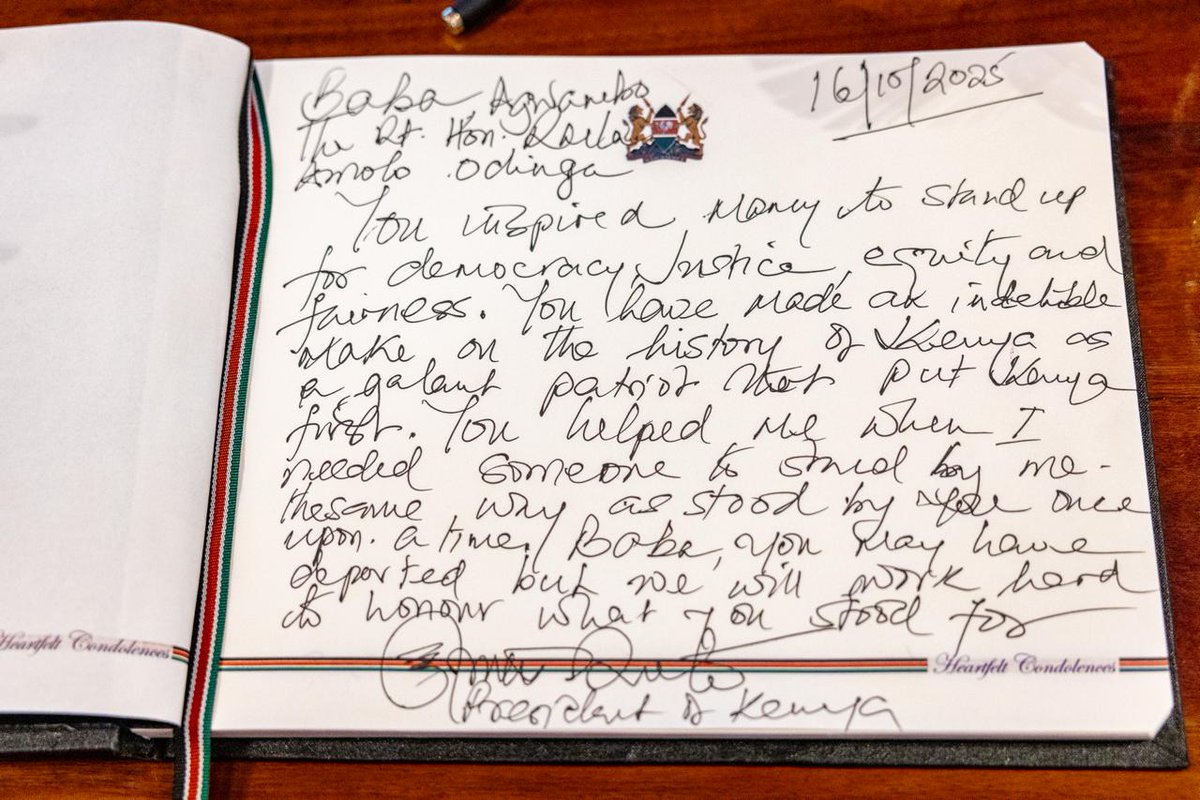 Baba, Agwambo
16/10/2025
The Rt. Hon. Raila
Amolo Odinga
You inspired many to stand up
for democracy, Justice, equity and
fairness. You have made an indelible
make on the history of Kenya as
a galant patriot that put Kenya
first. You helped me when I
needed someone to stand by me.
thesame way as stood by you once
upon a time. Baba, you may have
departed but we will work hard
to honour what you stood for
Ruto
President of Kenya
Heartfelt Condolences
Heartfelt Condolences